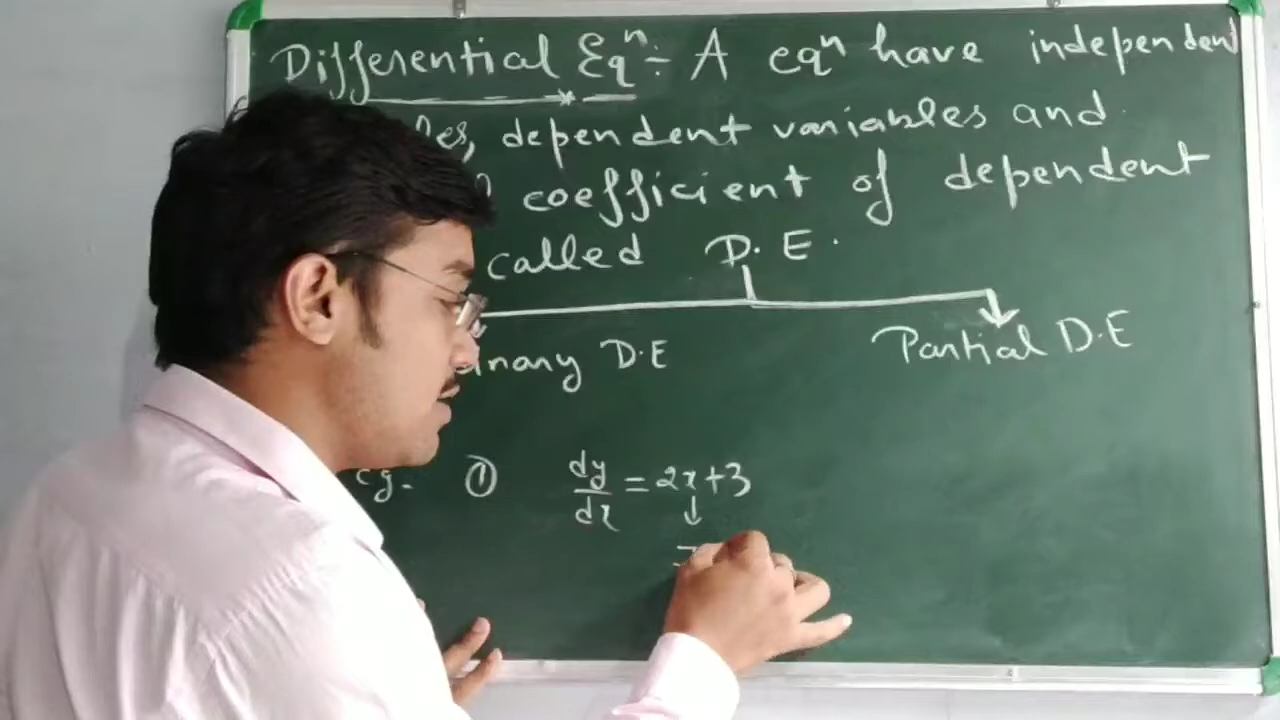 Differential Eqⁿ :- A eqⁿ have independent
dependent variables and
coefficient of dependent
called D.E.
D.E Partial D.E
eg. ① dy/dx = 2x+3